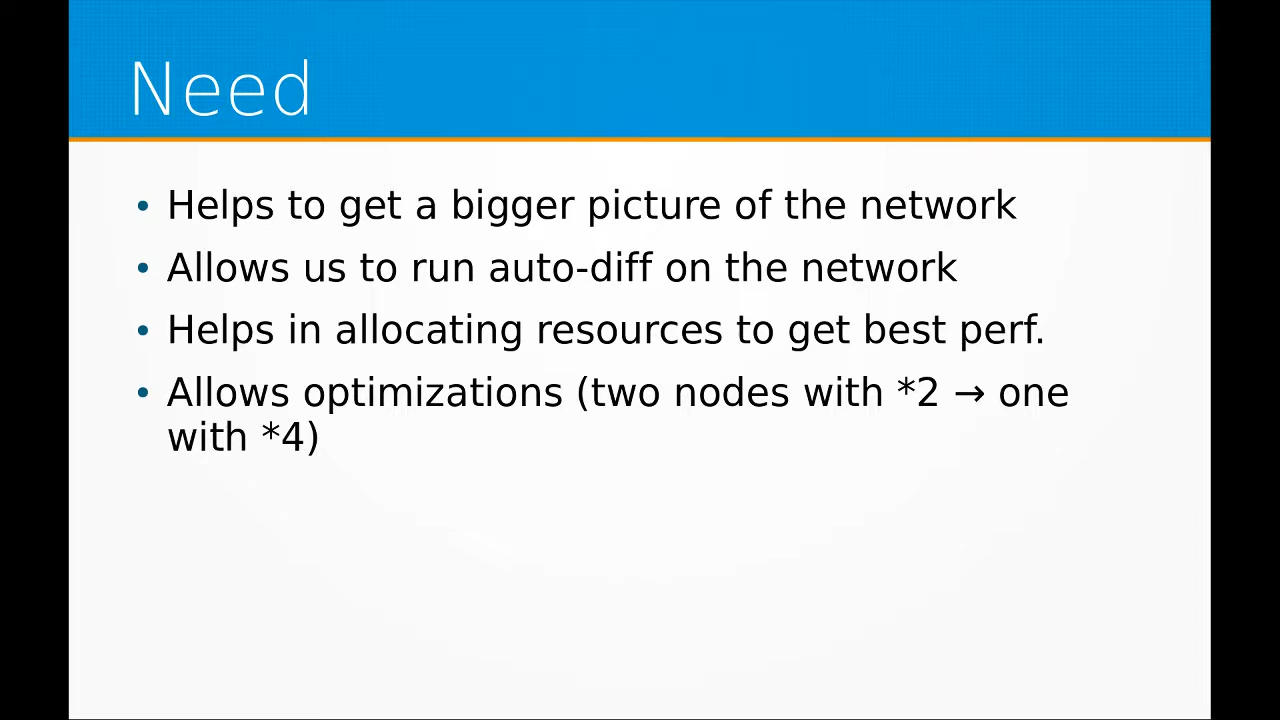 Need
• Helps to get a bigger picture of the network
• Allows us to run auto-diff on the network
• Helps in allocating resources to get best perf.
• Allows optimizations (two nodes with *2 → one
with *4)